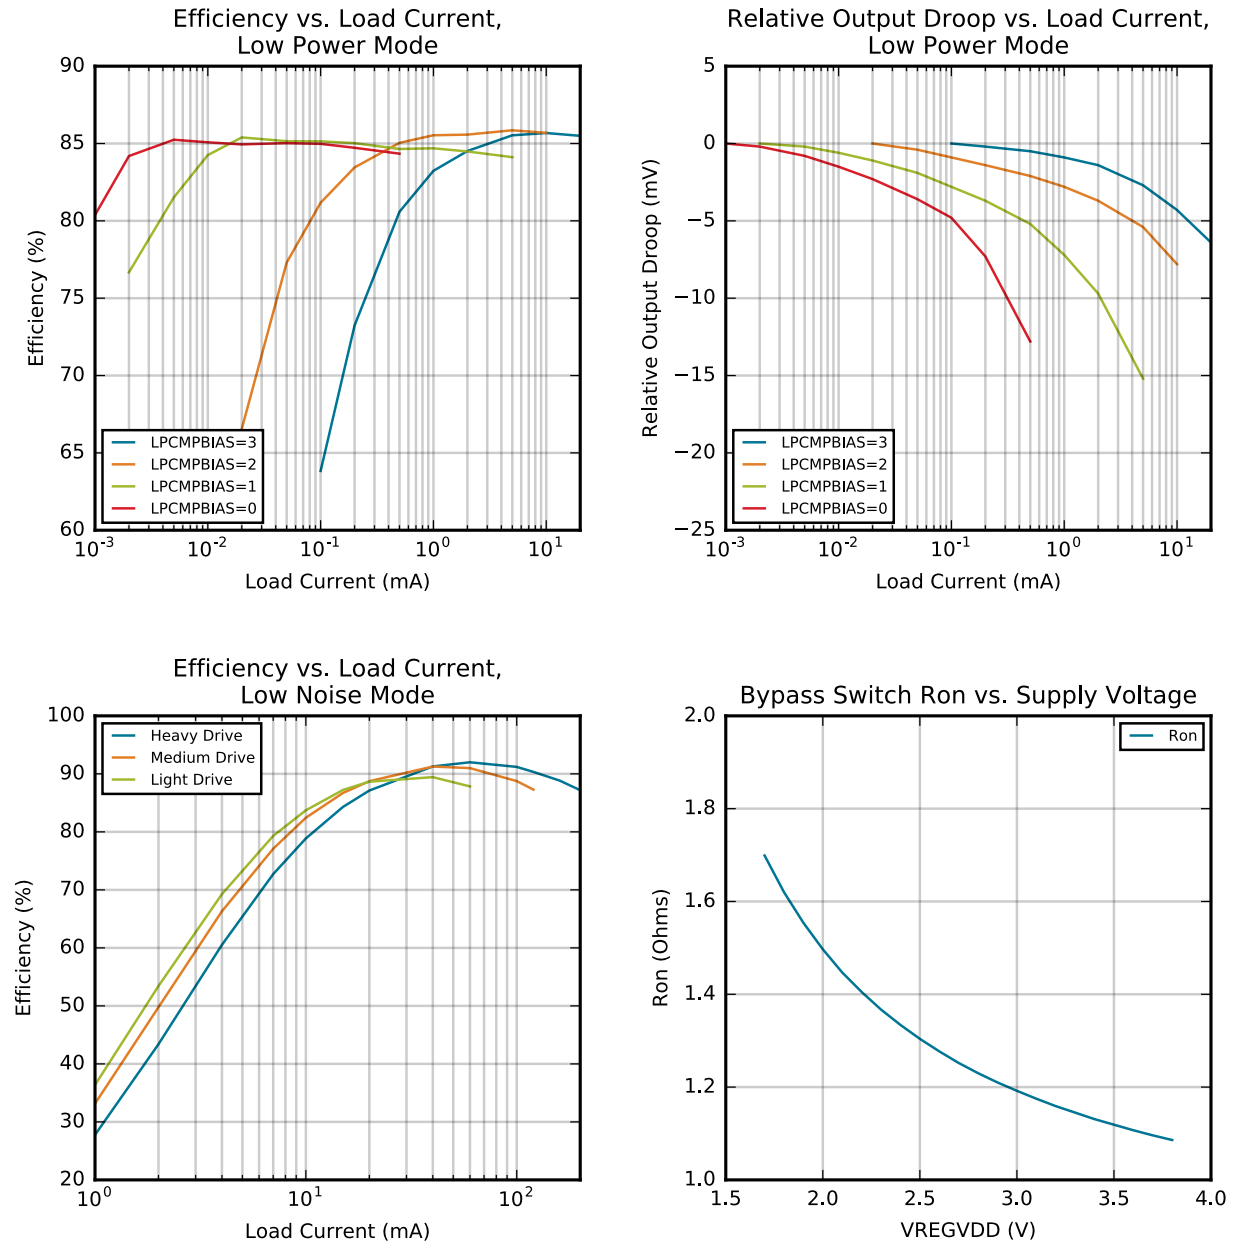 Efficiency vs. Load Current,
Low Power Mode
90
85
80
75
70
65
60
Efficiency (%)
LPCMPBIAS=3
LPCMPBIAS=2
LPCMPBIAS=1
LPCMPBIAS=0
10⁻³ 10⁻² 10⁻¹ 10⁰ 10¹
Load Current (mA)
Relative Output Droop vs. Load Current,
Low Power Mode
5
0
−5
−10
−15
−20
−25
Relative Output Droop (mV)
LPCMPBIAS=3
LPCMPBIAS=2
LPCMPBIAS=1
LPCMPBIAS=0
10⁻³ 10⁻² 10⁻¹ 10⁰ 10¹
Load Current (mA)
Efficiency vs. Load Current,
Low Noise Mode
100
90
80
70
60
50
40
30
20
Efficiency (%)
Heavy Drive
Medium Drive
Light Drive
10⁰ 10¹ 10²
Load Current (mA)
Bypass Switch Ron vs. Supply Voltage
2.0
1.8
1.6
1.4
1.2
1.0
Ron (Ohms)
Ron
1.5 2.0 2.5 3.0 3.5 4.0
VREGVDD (V)